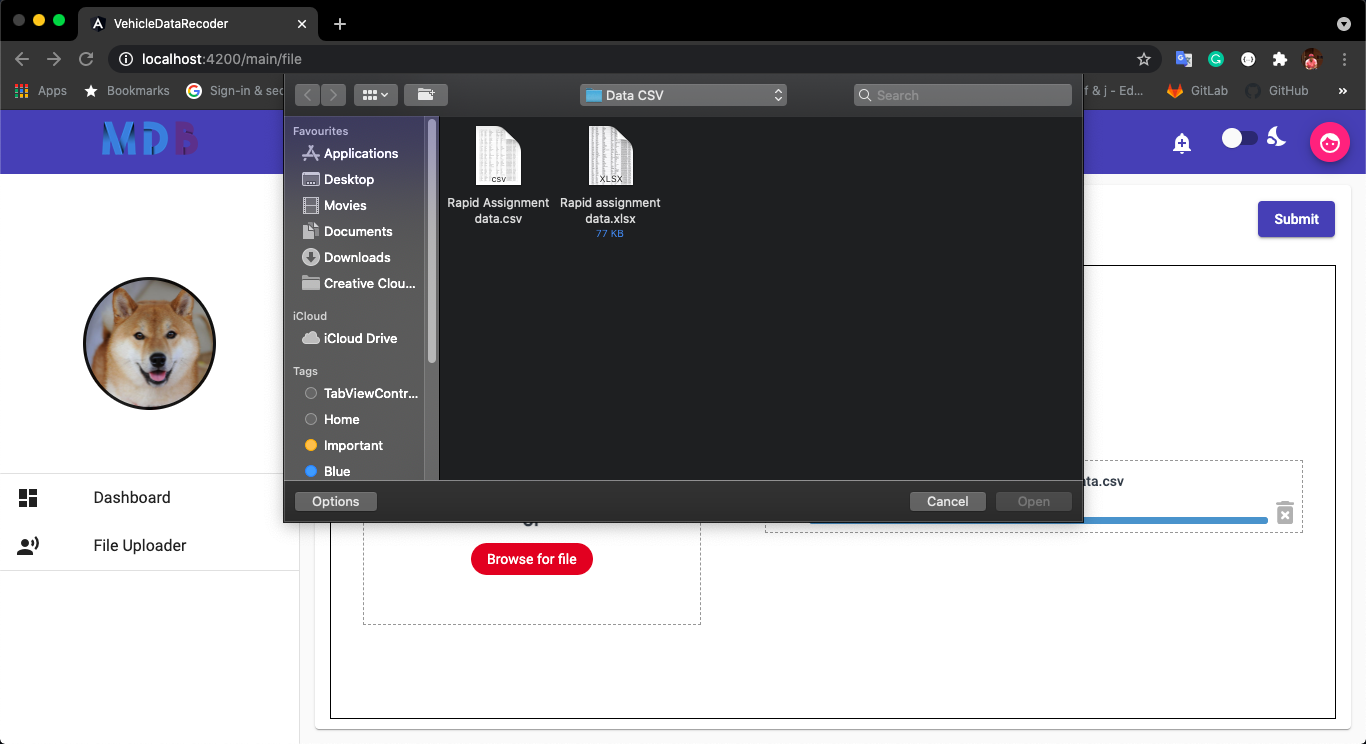 VehicleDataRecoder
localhost:4200/main/file
Apps
Bookmarks
Sign-in & sec
f & j - Ed...
GitLab
GitHub
»
Data CSV
Search
MDB
Favourites
Applications
Desktop
Movies
Documents
Downloads
Creative Clou...
iCloud
iCloud Drive
Tags
TabViewContr...
Home
Important
Blue
csv
Rapid Assignment
data.csv
XLSX
Rapid assignment
data.xlsx
77 KB
Options
Cancel
Open
Submit
Dashboard
File Uploader
ata.csv
Browse for file